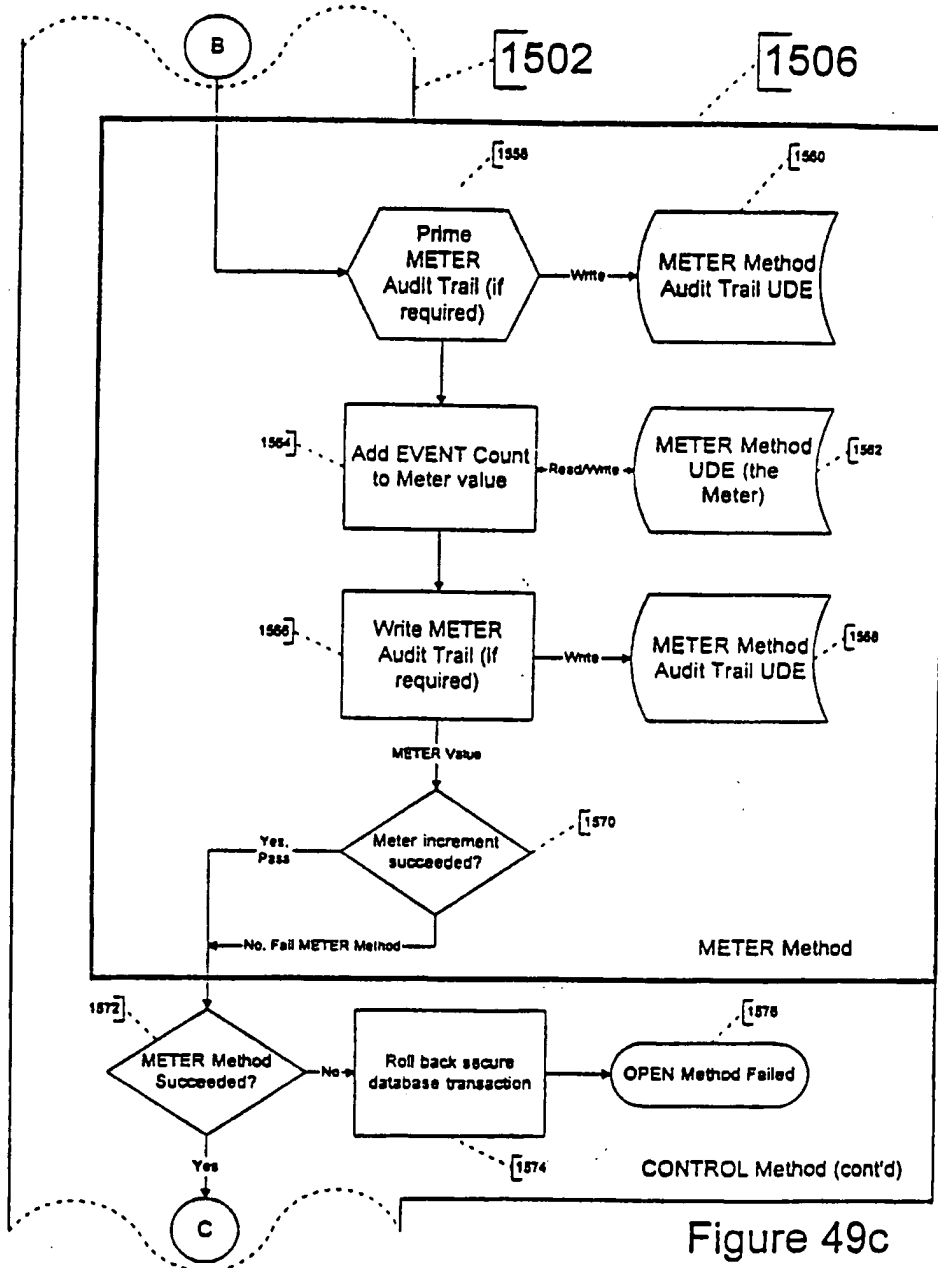 B
1502
1506
1558
1560
Prime
METER
Audit Trail (if
required)
Write
METER Method
Audit Trail UDE
1564
Add EVENT Count
to Meter value
Read/Write
METER Method
UDE (the
Meter)
1562
1566
Write METER
Audit Trail (if
required)
Write
METER Method
Audit Trail UDE
1568
METER Value
Meter increment
succeeded?
1570
Yes,
Pass
No, Fail METER Method
METER Method
1572
METER Method
Succeeded?
No
Roll back secure
database transaction
1576
OPEN Method Failed
Yes
1574
CONTROL Method (cont'd)
C
Figure 49c